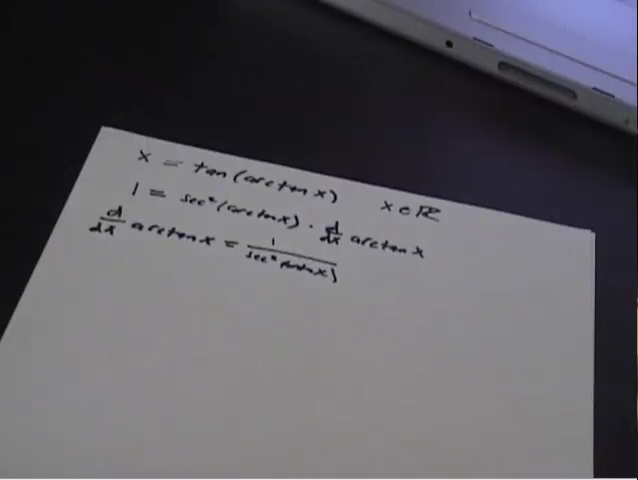 x = tan(arctan x) x ∈ ℝ
1 = sec²(arctan x) · d/dx arctan x
d/dx arctan x = 1/sec²(arctan x)